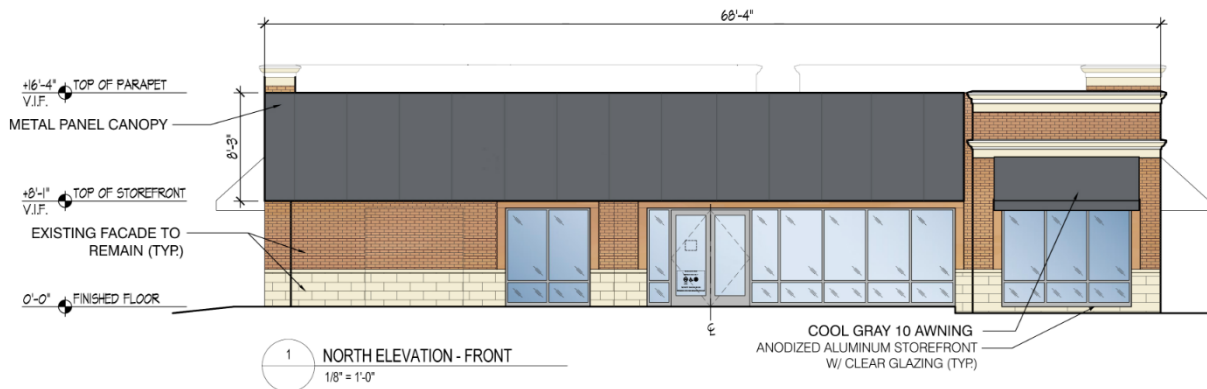 68'-4"
+16'-4" TOP OF PARAPET
V.I.F.
METAL PANEL CANOPY
8'-3"
+8'-1" TOP OF STOREFRONT
V.I.F.
EXISTING FACADE TO
REMAIN (TYP.)
0'-0" FINISHED FLOOR
COOL GRAY 10 AWNING
ANODIZED ALUMINUM STOREFRONT
W/ CLEAR GLAZING (TYP.)
1 NORTH ELEVATION - FRONT
1/8" = 1'-0"